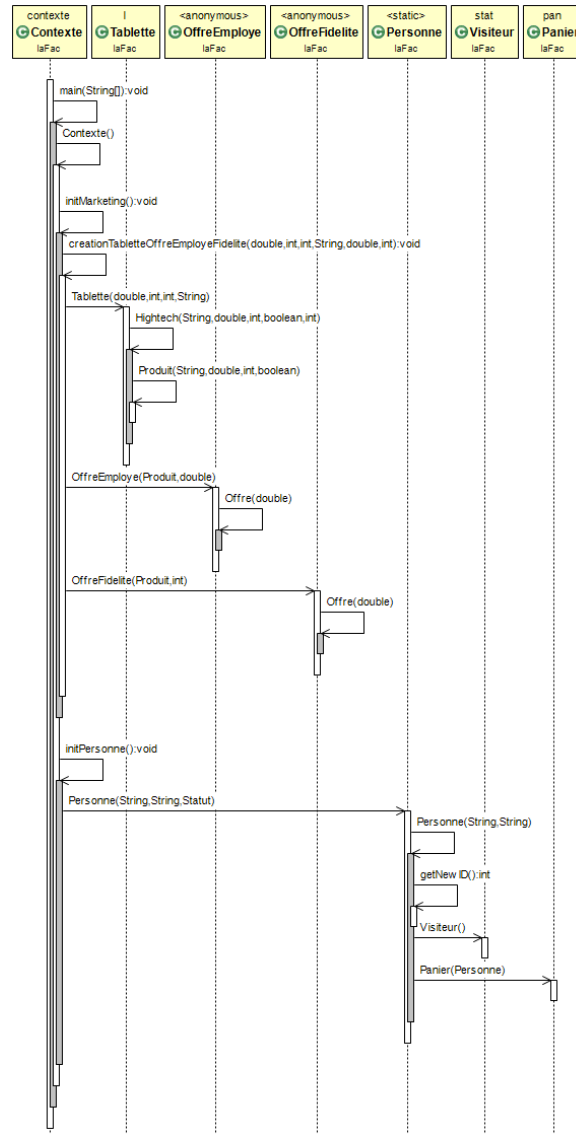 contexte l <anonymous> <anonymous> <static> stat pan
Contexte Tablette OffreEmploye OffreFidelite Personne Visiteur Panier
laFac laFac laFac laFac laFac laFac laFac
main(String[]):void
Contexte()
initMarketing():void
creationTabletteOffreEmployeFidelite(double,int,int,String,double,int):void
Tablette(double,int,int,String)
Hightech(String,double,int,boolean,int)
Produit(String,double,int,boolean)
OffreEmploye(Produit,double)
Offre(double)
OffreFidelite(Produit,int)
Offre(double)
initPersonne():void
Personne(String,String,Statut)
Personne(String,String)
getNewID():int
Visiteur()
Panier(Personne)